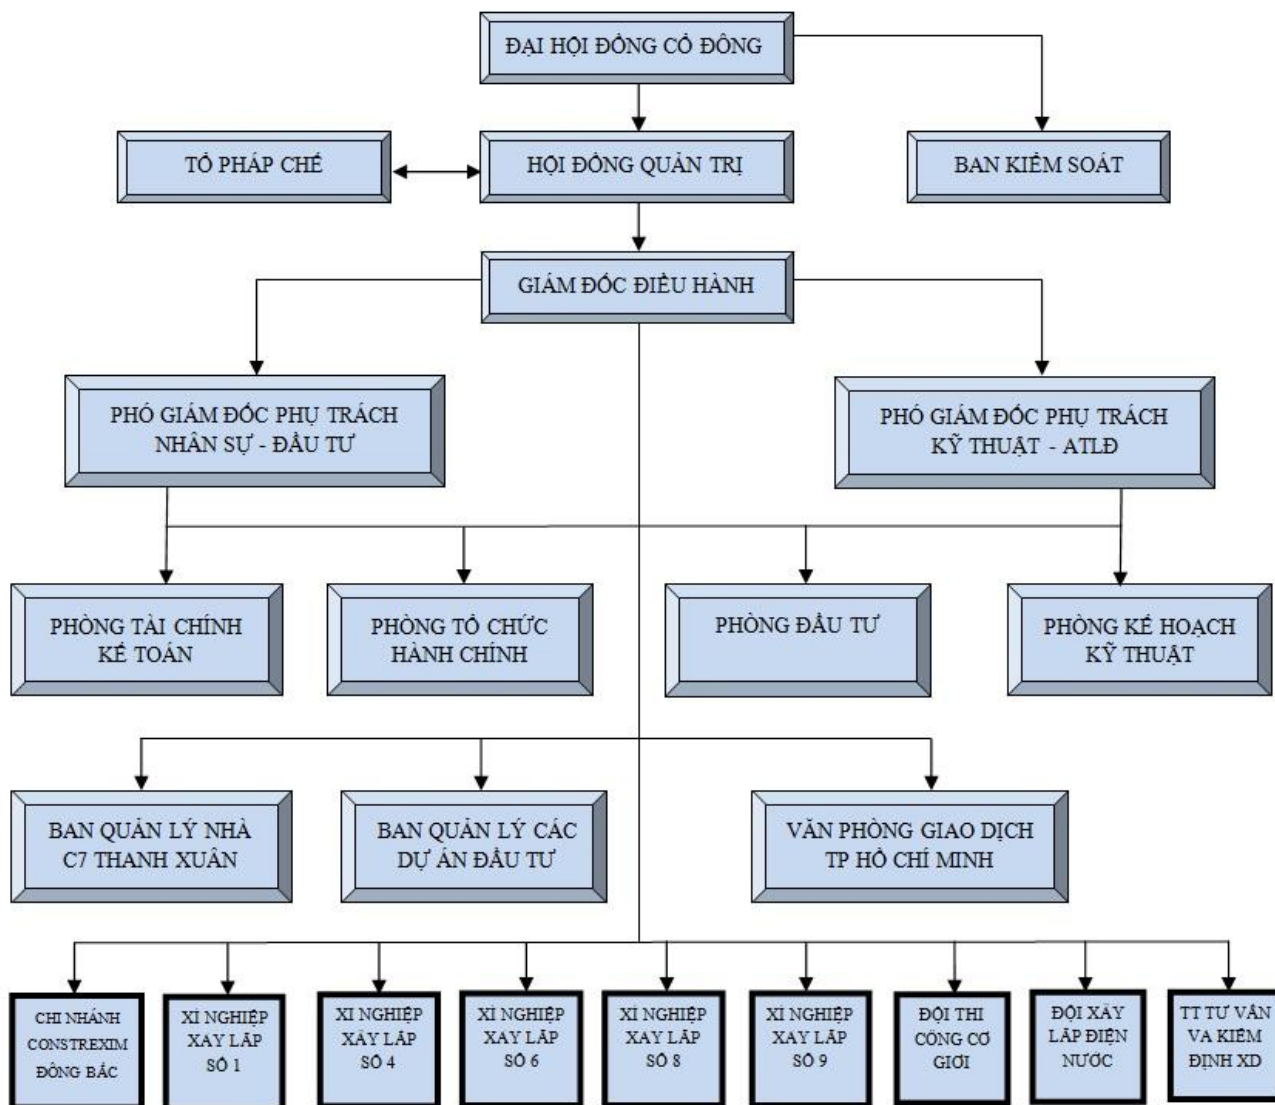 ĐẠI HỘI ĐỒNG CỔ ĐÔNG
TỔ PHÁP CHẾ
HỘI ĐỒNG QUẢN TRỊ
BAN KIỂM SOÁT
GIÁM ĐỐC ĐIỀU HÀNH
PHÓ GIÁM ĐỐC PHỤ TRÁCH
NHÂN SỰ - ĐẦU TƯ
PHÓ GIÁM ĐỐC PHỤ TRÁCH
KỸ THUẬT - ATLĐ
PHÒNG TÀI CHÍNH
KẾ TOÁN
PHÒNG TỔ CHỨC
HÀNH CHÍNH
PHÒNG ĐẦU TƯ
PHÒNG KẾ HOẠCH
KỸ THUẬT
BAN QUẢN LÝ NHÀ
C7 THANH XUÂN
BAN QUẢN LÝ CÁC
DỰ ÁN ĐẦU TƯ
VĂN PHÒNG GIAO DỊCH
TP HỒ CHÍ MINH
CHI NHÁNH
CONSTREXIM
ĐÔNG BẮC
XÍ NGHIỆP
XÂY LẮP
SỐ 1
XÍ NGHIỆP
XÂY LẮP
SỐ 4
XÍ NGHIỆP
XÂY LẮP
SỐ 6
XÍ NGHIỆP
XÂY LẮP
SỐ 8
XÍ NGHIỆP
XÂY LẮP
SỐ 9
ĐỘI THI
CÔNG CƠ
GIỚI
ĐỘI XÂY
LẮP ĐIỆN
NƯỚC
TT TƯ VẤN
VA KIỂM
ĐỊNH XD